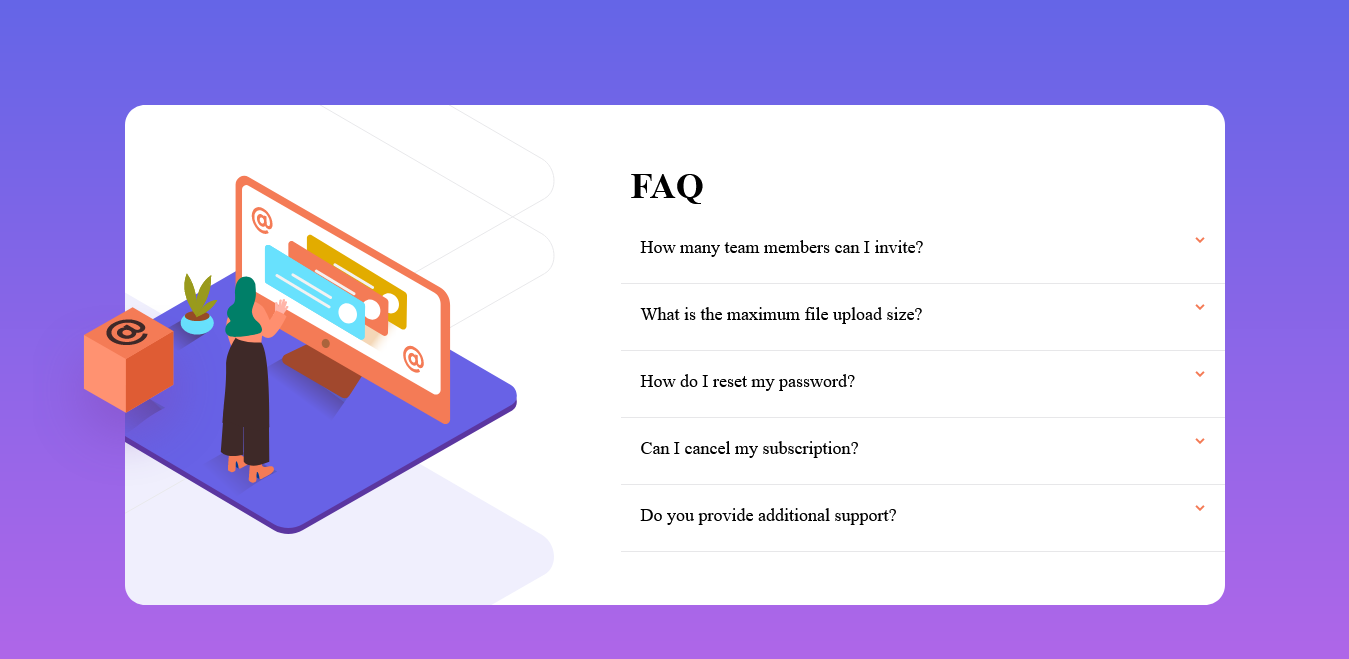 FAQ
How many team members can I invite?
What is the maximum file upload size?
How do I reset my password?
Can I cancel my subscription?
Do you provide additional support?
@
@
@